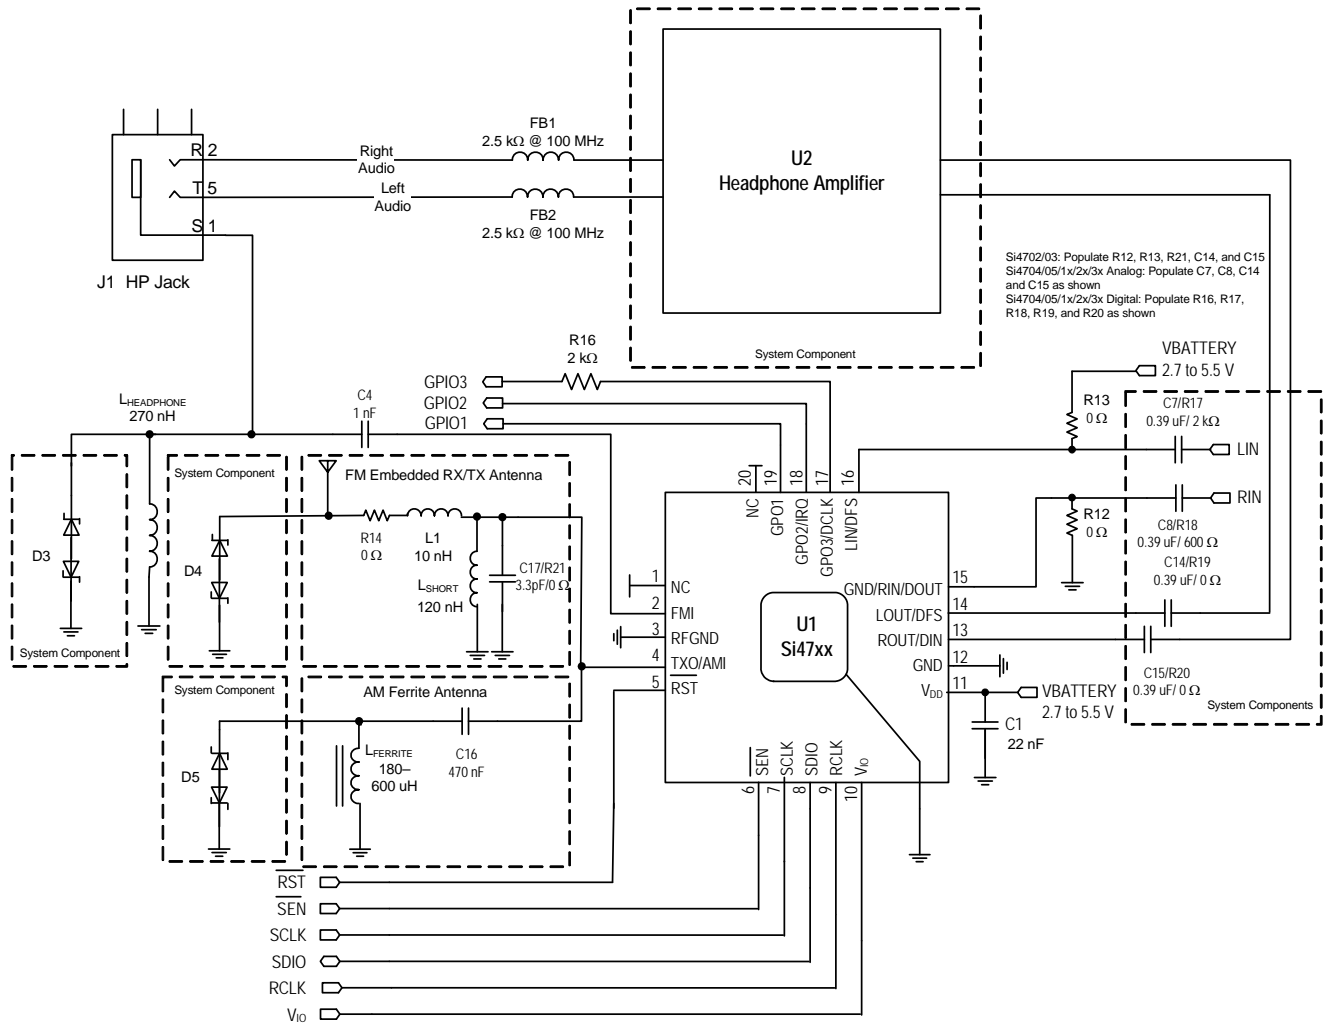 FB1
2.5 kΩ @ 100 MHz
U2
Headphone Amplifier
R 2
Right
Audio
T 5
Left
Audio
FB2
2.5 kΩ @ 100 MHz
S 1
J1 HP Jack
Si4702/03: Populate R12, R13, R21, C14, and C15
Si4704/05/1x/2x/3x Analog: Populate C7, C8, C14
and C15 as shown
Si4704/05/1x/2x/3x Digital: Populate R16, R17,
R18, R19, and R20 as shown
System Component
R16
2 kΩ
VBATTERY
2.7 to 5.5 V
GPIO3
GPIO2
GPIO1
LHEADPHONE
270 nH
C4
1 nF
R13
0 Ω
C7/R17
0.39 uF/ 2 kΩ
LIN
RIN
R12
0 Ω
C8/R18
0.39 uF/ 600 Ω
C14/R19
0.39 uF/ 0 Ω
C15/R20
0.39 uF/ 0 Ω
System Components
System Component
D3
System Component
D4
FM Embedded RX/TX Antenna
R14
0 Ω
L1
10 nH
LSHORT
120 nH
C17/R21
3.3pF/0 Ω
20
19
18
17
16
NC
GPO1
GPO2/IRQ
GPO3/DCLK
LIN/DFS
1
NC
2
FMI
3
RFGND
4
TXO/AMI
5
RST
U1
Si47xx
GND/RIN/DOUT
15
LOUT/DFS
14
ROUT/DIN
13
GND
12
VDD
11
VBATTERY
2.7 to 5.5 V
C1
22 nF
SEN
SCLK
SDIO
RCLK
VIO
6
7
8
9
10
System Component
D5
AM Ferrite Antenna
LFERRITE
180–
600 uH
C16
470 nF
RST
SEN
SCLK
SDIO
RCLK
VIO